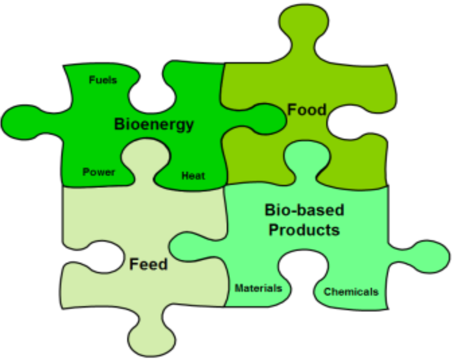 Fuels
Bioenergy
Power
Heat
Food
Feed
Bio-based
Products
Materials
Chemicals